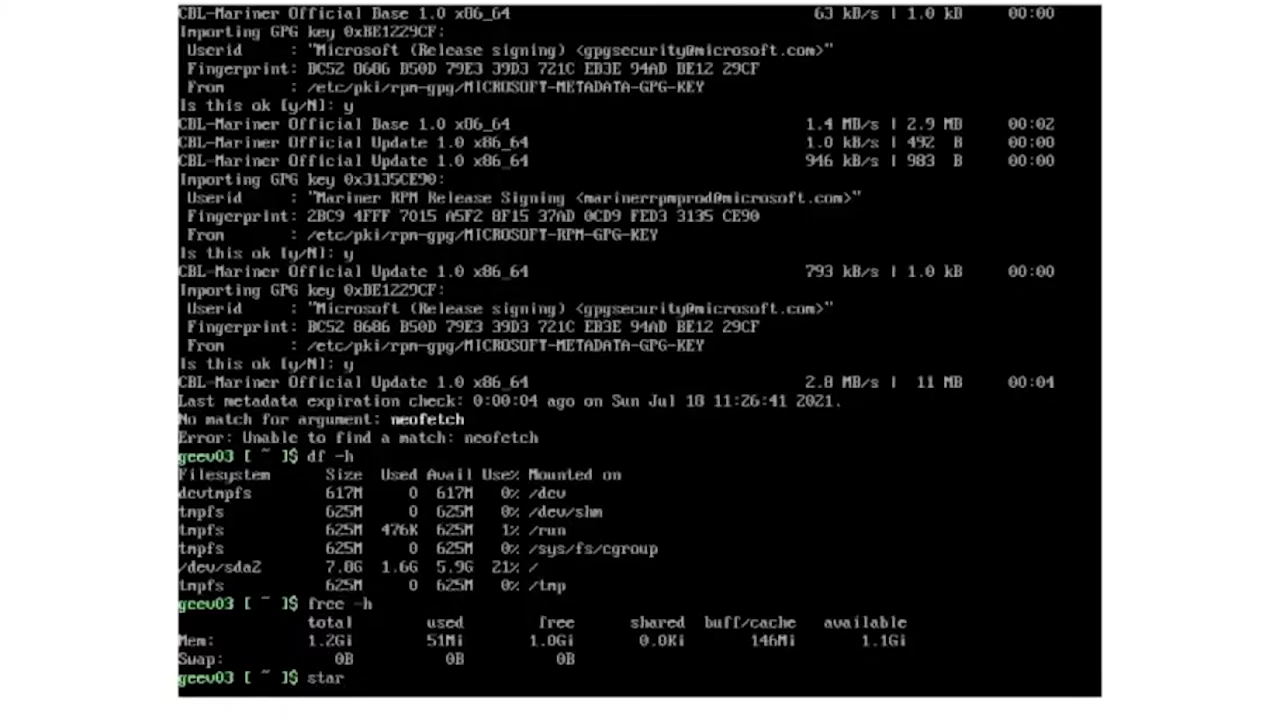 CBL-Mariner Official Base 1.0 x86_64 63 kB/s | 1.0 kB 00:00
Importing GPG key 0xBE1229CF:
Userid : "Microsoft (Release signing) <gpgsecurity@microsoft.com>"
Fingerprint: BC52 8686 B50D 79E3 39D3 721C EB3E 94AD BE12 29CF
From : /etc/pki/rpm-gpg/MICROSOFT-METADATA-GPG-KEY
Is this ok [y/N]: y
CBL-Mariner Official Base 1.0 x86_64 1.4 MB/s | 2.9 MB 00:02
CBL-Mariner Official Update 1.0 x86_64 1.0 kB/s | 492 B 00:00
CBL-Mariner Official Update 1.0 x86_64 946 kB/s | 983 B 00:00
Importing GPG key 0x3135CE90:
Userid : "Mariner RPM Release Signing <marinerrpmprod@microsoft.com>"
Fingerprint: 2BC9 4FFF 7015 A5F2 8F15 37AD 0CD9 FED3 3135 CE90
From : /etc/pki/rpm-gpg/MICROSOFT-RPM-GPG-KEY
Is this ok [y/N]: y
CBL-Mariner Official Update 1.0 x86_64 793 kB/s | 1.0 kB 00:00
Importing GPG key 0xBE1229CF:
Userid : "Microsoft (Release signing) <gpgsecurity@microsoft.com>"
Fingerprint: BC52 8686 B50D 79E3 39D3 721C EB3E 94AD BE12 29CF
From : /etc/pki/rpm-gpg/MICROSOFT-METADATA-GPG-KEY
Is this ok [y/N]: y
CBL-Mariner Official Update 1.0 x86_64 2.8 MB/s | 11 MB 00:04
Last metadata expiration check: 0:00:04 ago on Sun Jul 18 11:26:41 2021.
No match for argument: neofetch
Error: Unable to find a match: neofetch
geev03 [ ~ ]$ df -h
Filesystem Size Used Avail Use% Mounted on
devtmpfs 617M 0 617M 0% /dev
tmpfs 625M 0 625M 0% /dev/shm
tmpfs 625M 476K 625M 1% /run
tmpfs 625M 0 625M 0% /sys/fs/cgroup
/dev/sda2 7.8G 1.6G 5.9G 21% /
tmpfs 625M 0 625M 0% /tmp
geev03 [ ~ ]$ free -h
total used free shared buff/cache available
Mem: 1.2Gi 51Mi 1.0Gi 0.0Ki 146Mi 1.1Gi
Swap: 0B 0B 0B
geev03 [ ~ ]$ star